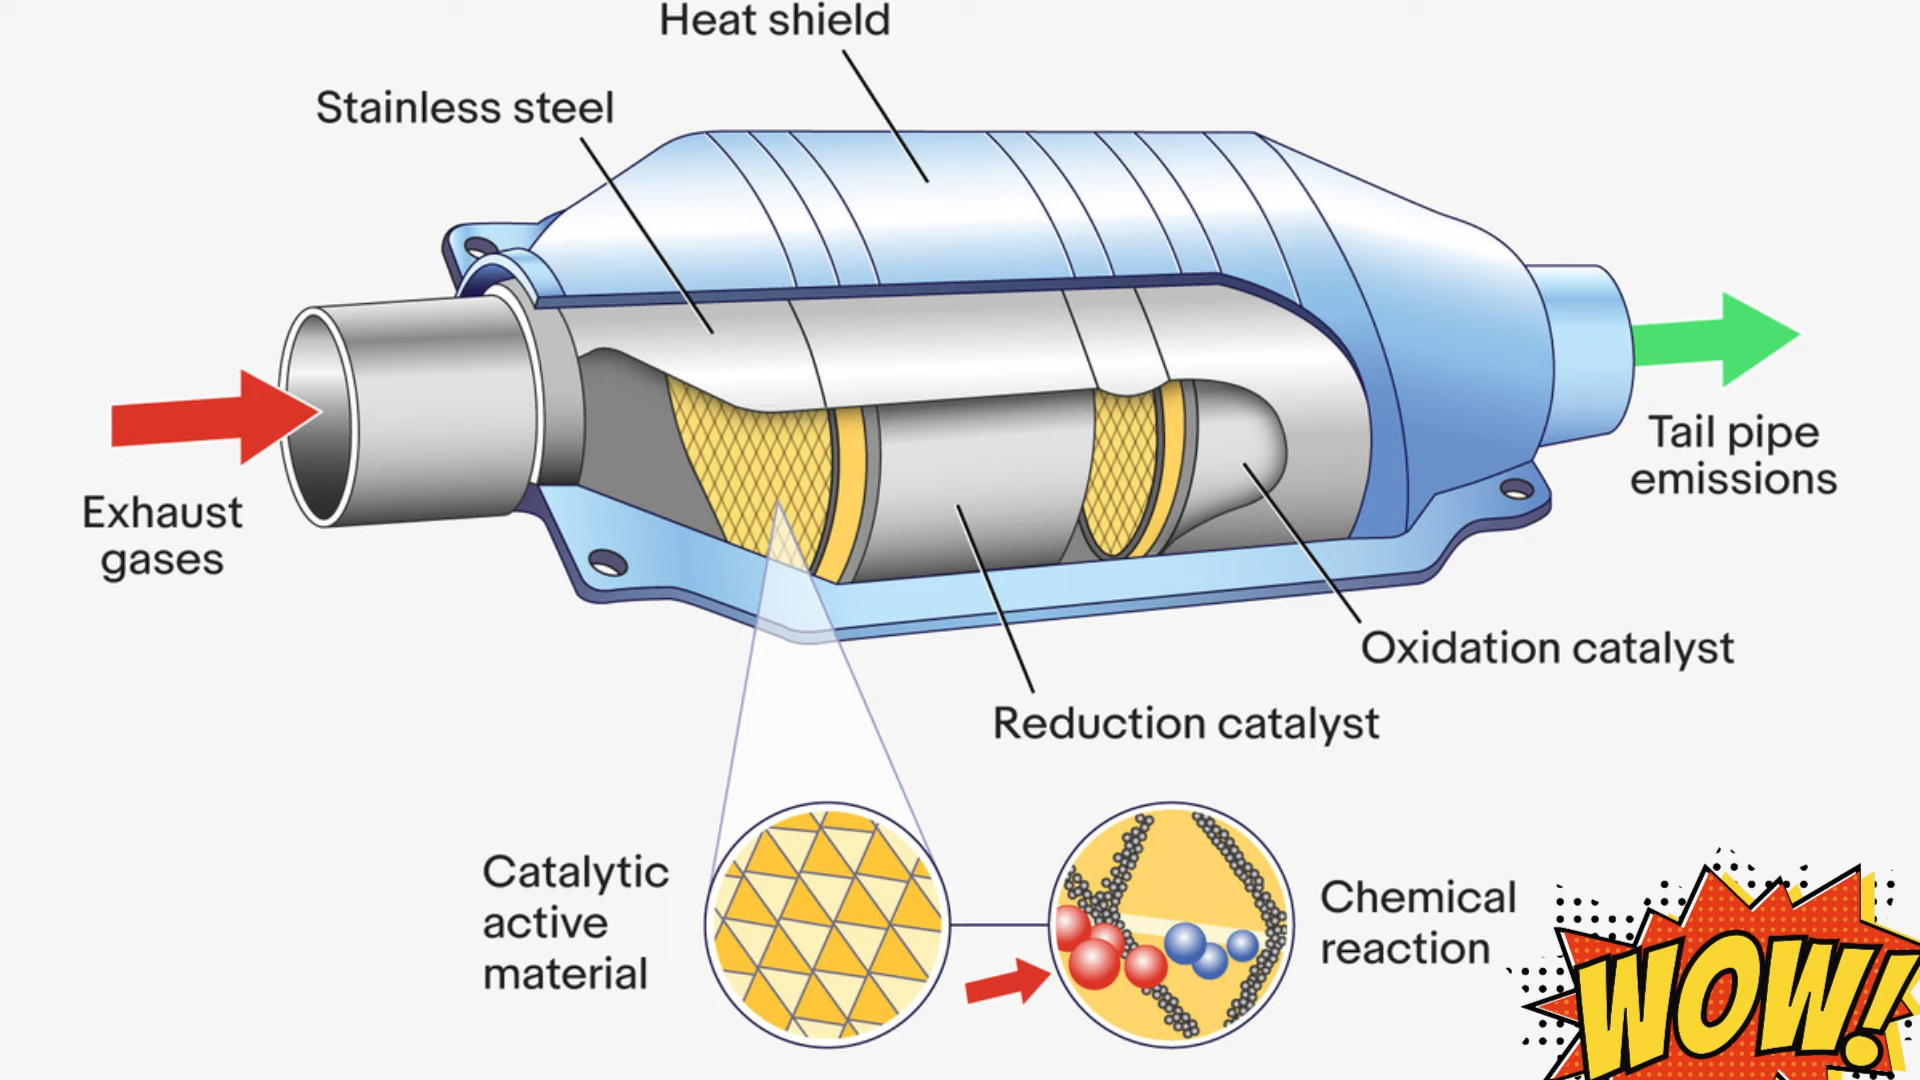 Heat shield
Stainless steel
Exhaust
gases
Tail pipe
emissions
Oxidation catalyst
Reduction catalyst
Catalytic
active
material
Chemical
reaction
WOW!